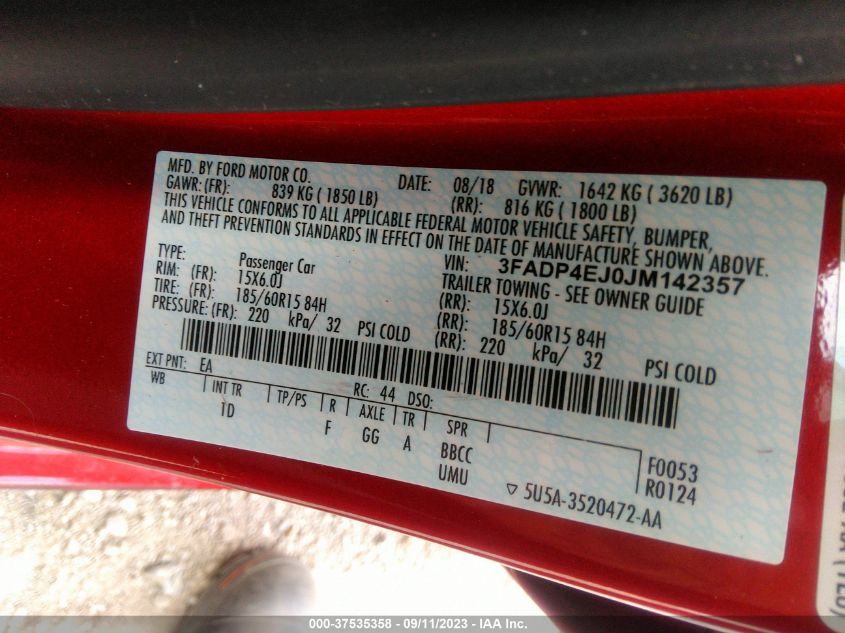 MFD. BY FORD MOTOR CO.
DATE: 08/18 GVWR: 1642 KG ( 3620 LB)
GAWR: (FR): 839 KG ( 1850 LB) (RR): 816 KG ( 1800 LB)
THIS VEHICLE CONFORMS TO ALL APPLICABLE FEDERAL MOTOR VEHICLE SAFETY, BUMPER,
AND THEFT PREVENTION STANDARDS IN EFFECT ON THE DATE OF MANUFACTURE SHOWN ABOVE.
VIN: 3FADP4EJ0JM142357
TYPE: Passenger Car TRAILER TOWING - SEE OWNER GUIDE
RIM: (FR) 15X6.0J (RR): 15X6.0J
TIRE: (FR) 185/60R15 84H (RR): 185/60R15 84H
PRESSURE: (FR) 220 kPa/ 32 PSI COLD (RR) 220 kPa/ 32 PSI COLD
EXT PNT: EA RC: 44 DSO:
WB INT TR TP/PS R AXLE TR SPR
1D F GG A BBCC F0053
UMU R0124
▽ 5U5A-3520472-AA
000-37535358 - 09/11/2023 - IAA Inc.